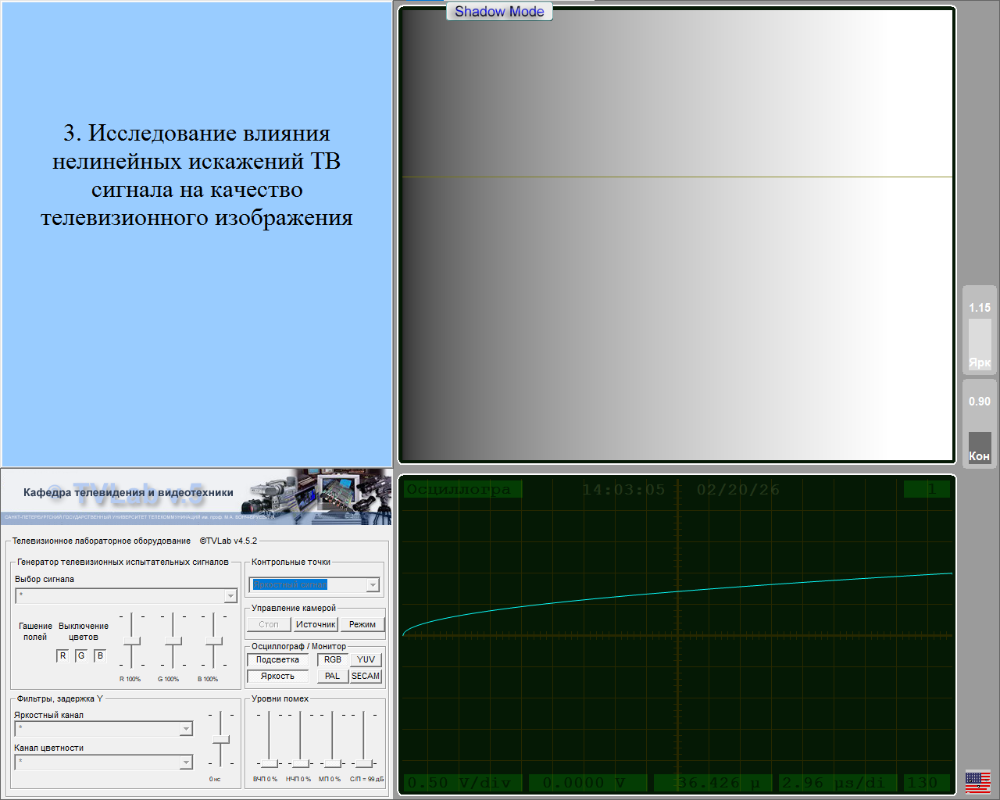 Shadow Mode
3. Исследование влияния
нелинейных искажений ТВ
сигнала на качество
телевизионного изображения
1.15
Ярк
0.90
Кон
© TVLab v.5
Кафедра телевидения и видеотехники
САНКТ-ПЕТЕРБУРГСКИЙ ГОСУДАРСТВЕННЫЙ УНИВЕРСИТЕТ ТЕЛЕКОММУНИКАЦИЙ им. проф. М.А. БОНЧ-БРУЕВИЧА
Телевизионное лабораторное оборудование ©TVLab v4.5.2
Генератор телевизионных испытательных сигналов
Выбор сигнала
*
Гашение полей
Выключение цветов
R G B
R 100% G 100% B 100%
Контрольные точки
Яркостный сигнал
Управление камерой
Стоп Источник Режим
Осциллограф / Монитор
Подсветка RGB YUV
Яркость PAL SECAM
Фильтры, задержка Y
Яркостный канал
*
Канал цветности
*
0 нс
Уровни помех
ВЧП 0 % НЧП 0 % МП 0 % С/П = 99 дБ
Осциллогра 14:03:05 02/20/26 1
0.50 V/div 0.0000 V 36.426 µ 2.96 µs/di 130